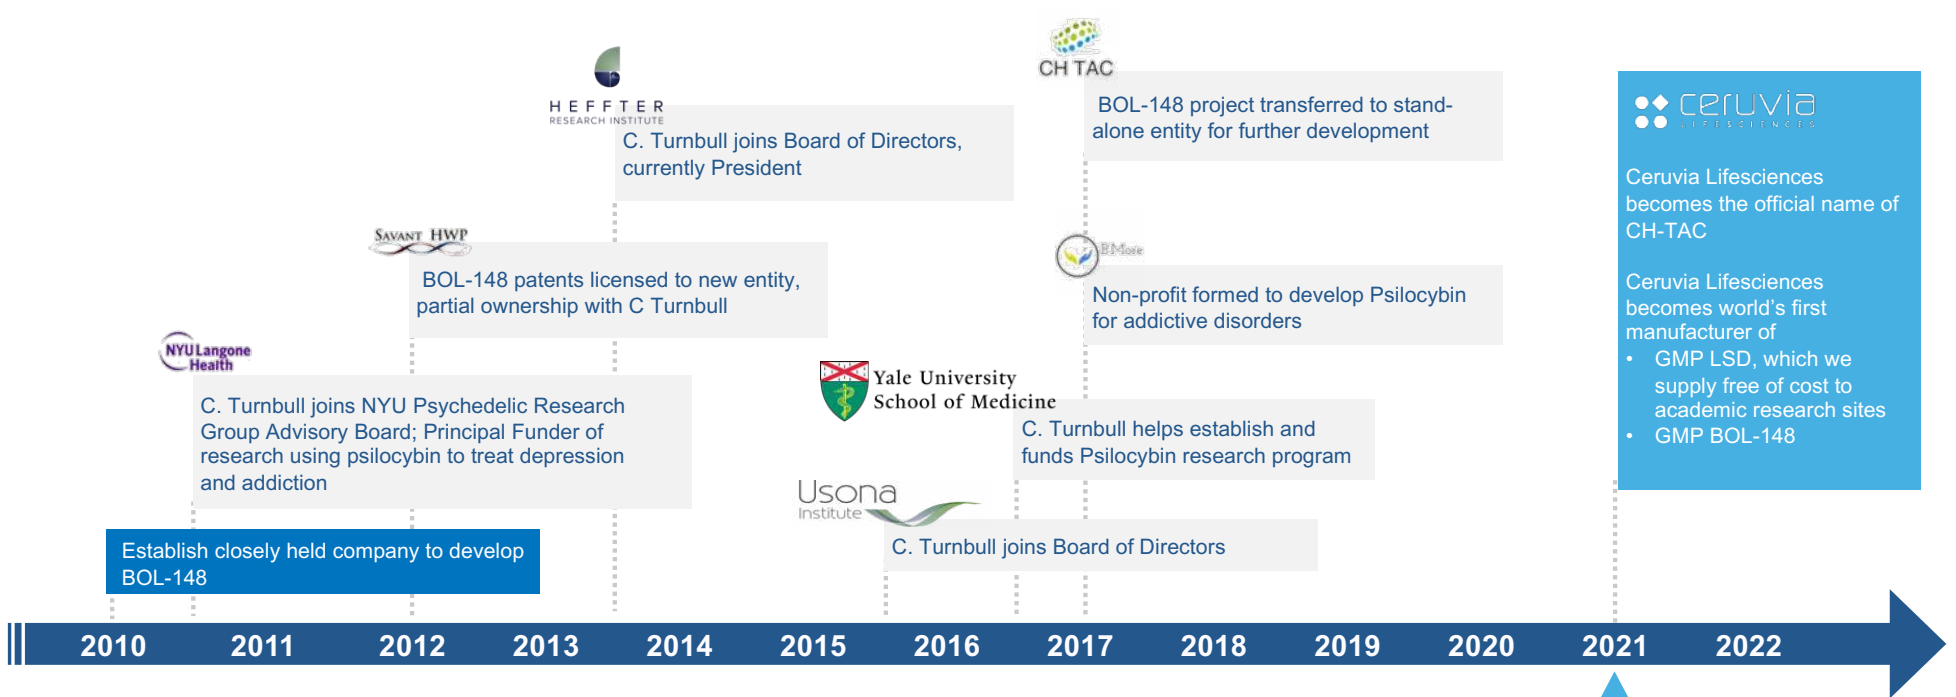 CH TAC
BOL-148 project transferred to stand-
alone entity for further development
HEFFTER
RESEARCH INSTITUTE
C. Turnbull joins Board of Directors,
currently President
ceruvia
LIFESCIENCES
Ceruvia Lifesciences
becomes the official name of
CH-TAC
Ceruvia Lifesciences
becomes world's first
manufacturer of
• GMP LSD, which we
supply free of cost to
academic research sites
• GMP BOL-148
SAVANT HWP
BOL-148 patents licensed to new entity,
partial ownership with C Turnbull
BMore
Non-profit formed to develop Psilocybin
for addictive disorders
NYU Langone
Health
C. Turnbull joins NYU Psychedelic Research
Group Advisory Board; Principal Funder of
research using psilocybin to treat depression
and addiction
Yale University
School of Medicine
C. Turnbull helps establish and
funds Psilocybin research program
Usona
Institute
C. Turnbull joins Board of Directors
Establish closely held company to develop
BOL-148
2010 2011 2012 2013 2014 2015 2016 2017 2018 2019 2020 2021 2022